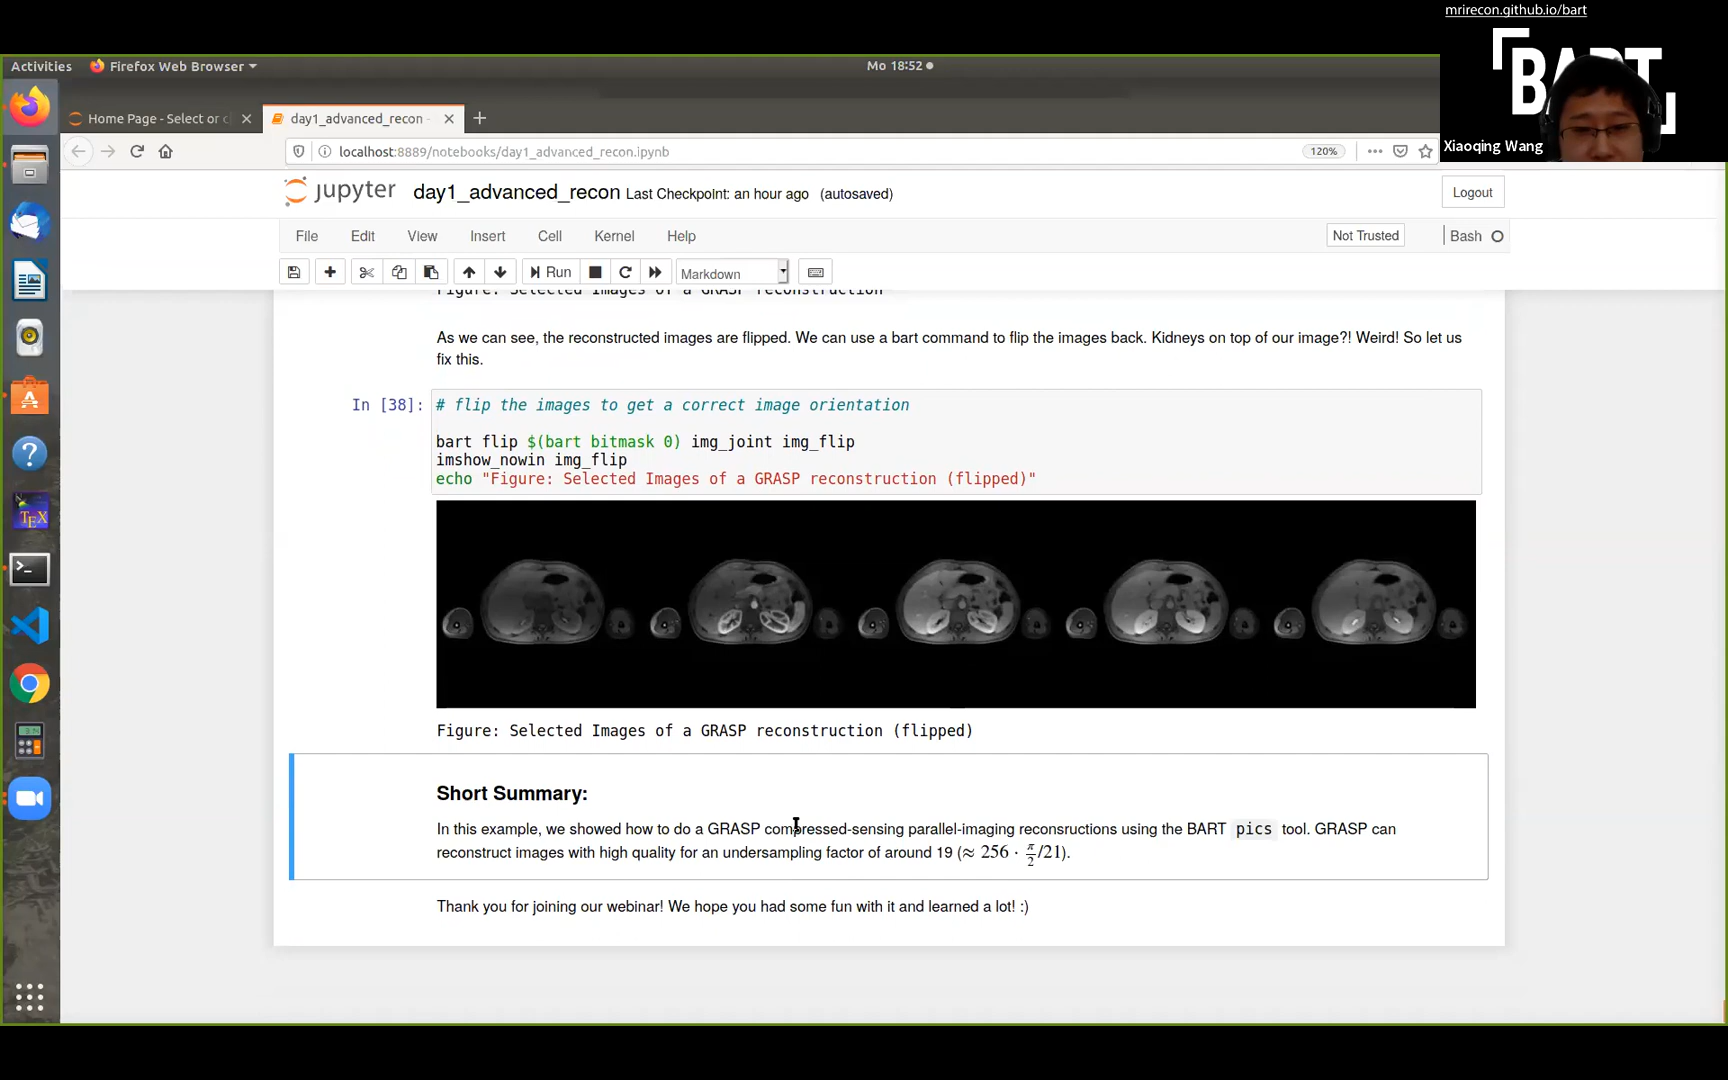 mrirecon.github.io/bart
Activities Firefox Web Browser Mo 18:52
BART
Xiaoqing Wang
Home Page - Select or c day1_advanced_recon -
localhost:8889/notebooks/day1_advanced_recon.ipynb 120%
jupyter day1_advanced_recon Last Checkpoint: an hour ago (autosaved) Logout
File Edit View Insert Cell Kernel Help Not Trusted Bash
Run Markdown
Figure: Selected Images of a GRASP reconstruction
As we can see, the reconstructed images are flipped. We can use a bart command to flip the images back. Kidneys on top of our image?! Weird! So let us
fix this.
In [38]: # flip the images to get a correct image orientation
bart flip $(bart bitmask 0) img_joint img_flip
imshow_nowin img_flip
echo "Figure: Selected Images of a GRASP reconstruction (flipped)"
Figure: Selected Images of a GRASP reconstruction (flipped)
Short Summary:
In this example, we showed how to do a GRASP compressed-sensing parallel-imaging reconsructions using the BART pics tool. GRASP can
reconstruct images with high quality for an undersampling factor of around 19 (≈ 256 · π/2/21).
Thank you for joining our webinar! We hope you had some fun with it and learned a lot! :)
TEX